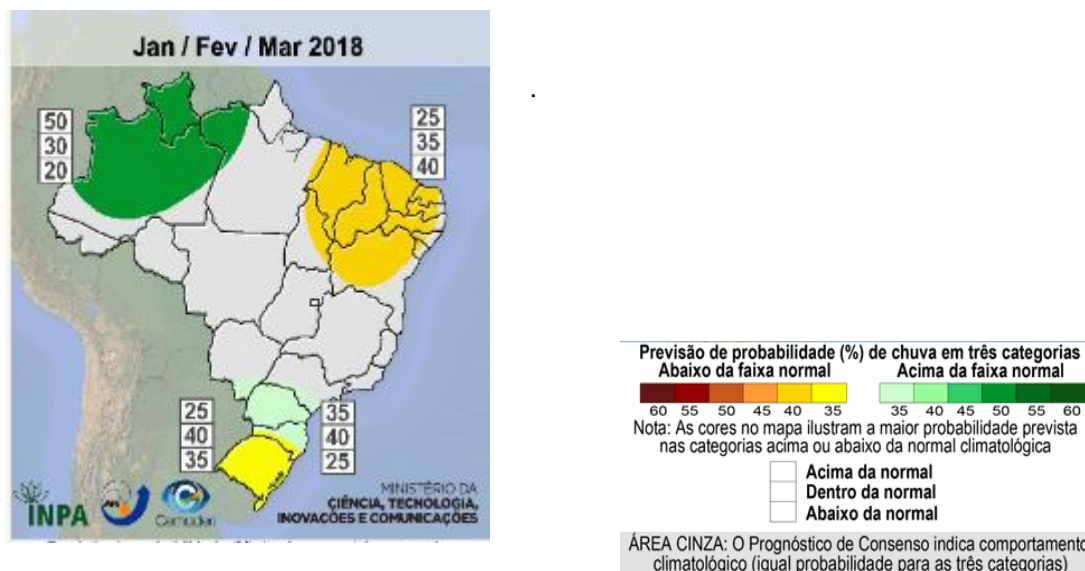 Jan / Fev / Mar 2018
50
30
20
25
35
40
25
40
35
35
40
25
INPA
Cemaden
MINISTÉRIO DA
CIÊNCIA, TECNOLOGIA,
INOVAÇÕES E COMUNICAÇÕES
.
Previsão de probabilidade (%) de chuva em três categorias
Abaixo da faixa normal Acima da faixa normal
60 55 50 45 40 35 35 40 45 50 55 60
Nota: As cores no mapa ilustram a maior probabilidade prevista
nas categorias acima ou abaixo da normal climatológica
Acima da normal
Dentro da normal
Abaixo da normal
ÁREA CINZA: O Prognóstico de Consenso indica comportamento
climatológico (igual probabilidade para as três categorias)